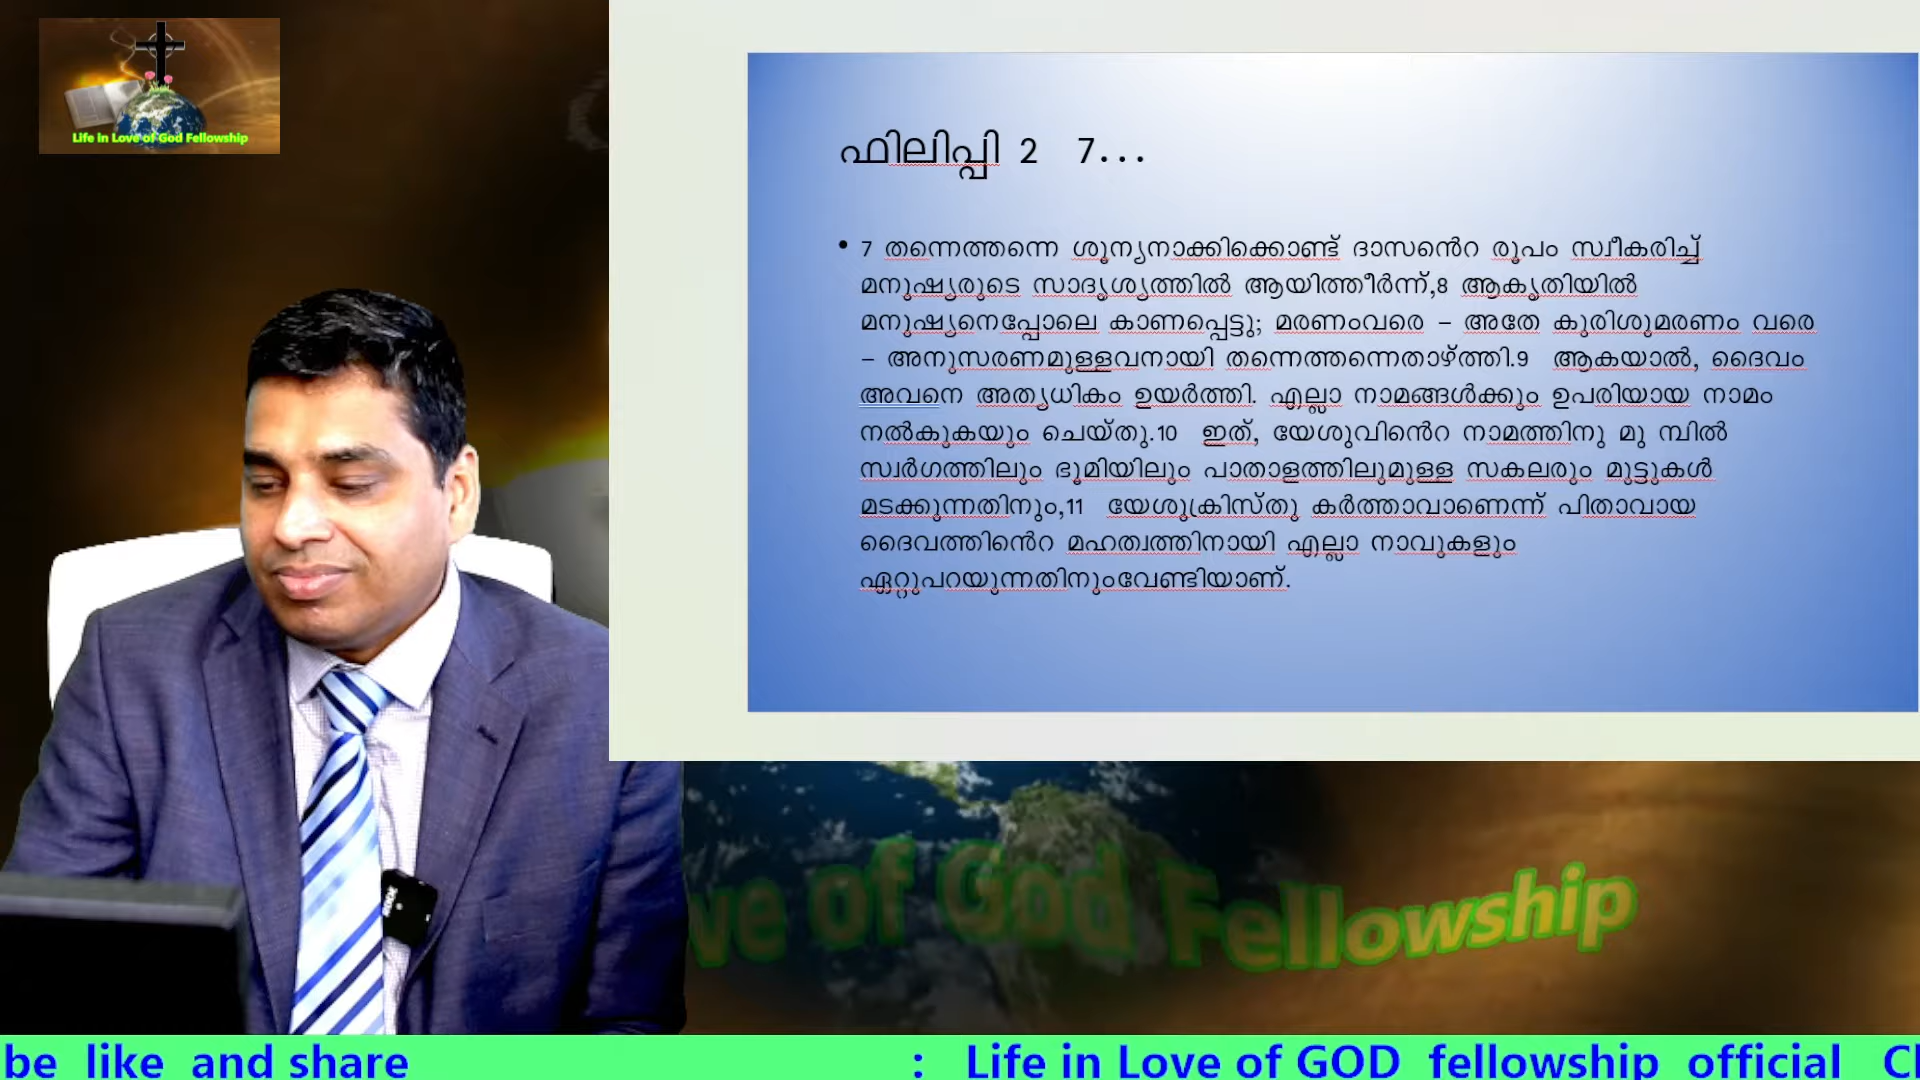 Life in Love of God Fellowship
ഫിലിപ്പി 2 7...
• 7 തന്നെത്തന്നെ ശൂന്യനാക്കിക്കൊണ്ട് ദാസൻെറ രൂപം സ്വീകരിച്ച്
മനുഷ്യരുടെ സാദൃശ്യത്തിൽ ആയിത്തീർന്ന്,8 ആകൃതിയിൽ
മനുഷ്യനെപ്പോലെ കാണപ്പെട്ടു; മരണംവരെ – അതേ കുരിശുമരണം വരെ
– അനുസരണമുള്ളവനായി തന്നെത്തന്നെതാഴ്ത്തി.9 ആകയാൽ, ദൈവം
അവനെ അത്യധികം ഉയർത്തി. എല്ലാ നാമങ്ങൾക്കും ഉപരിയായ നാമം
നൽകുകയും ചെയ്തു.10 ഇത്, യേശുവിൻെറ നാമത്തിനു മു മ്പിൽ
സ്വർഗത്തിലും ഭൂമിയിലും പാതാളത്തിലുമുള്ള സകലരും മുട്ടുകൾ
മടക്കുന്നതിനും,11 യേശുക്രിസ്തു കർത്താവാണെന്ന് പിതാവായ
ദൈവത്തിൻെറ മഹത്വത്തിനായി എല്ലാ നാവുകളും
ഏറ്റുപറയുന്നതിനുംവേണ്ടിയാണ്.
ve of God Fellowship
be like and share : Life in Love of GOD fellowship official